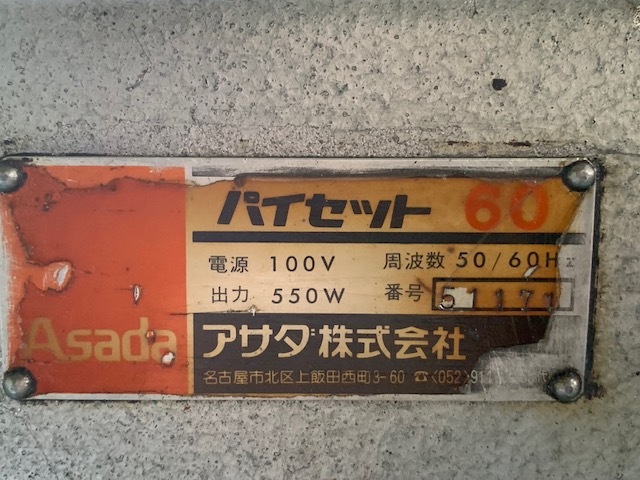 パイセット 60
電源 100V 周波数 50/60Hz
出力 550W 番号
Asada アサダ株式会社
名古屋市北区上飯田西町3-60 ☎〈052〉